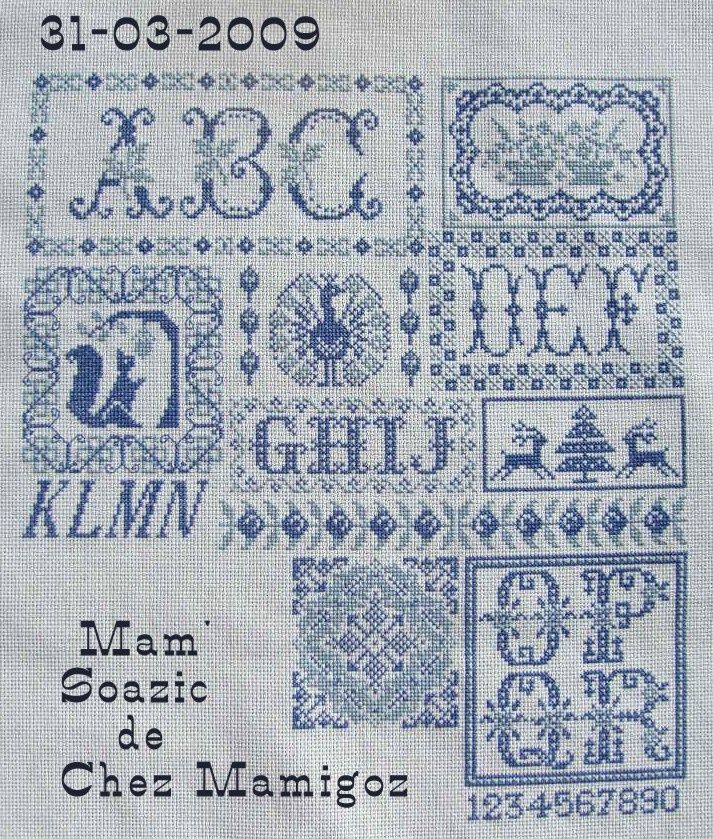 31-03-2009
ABC
DEF
GHIJ
KLMN
OP
QR
1234567890
Mam'
Soazic
de
Chez Mamigoz